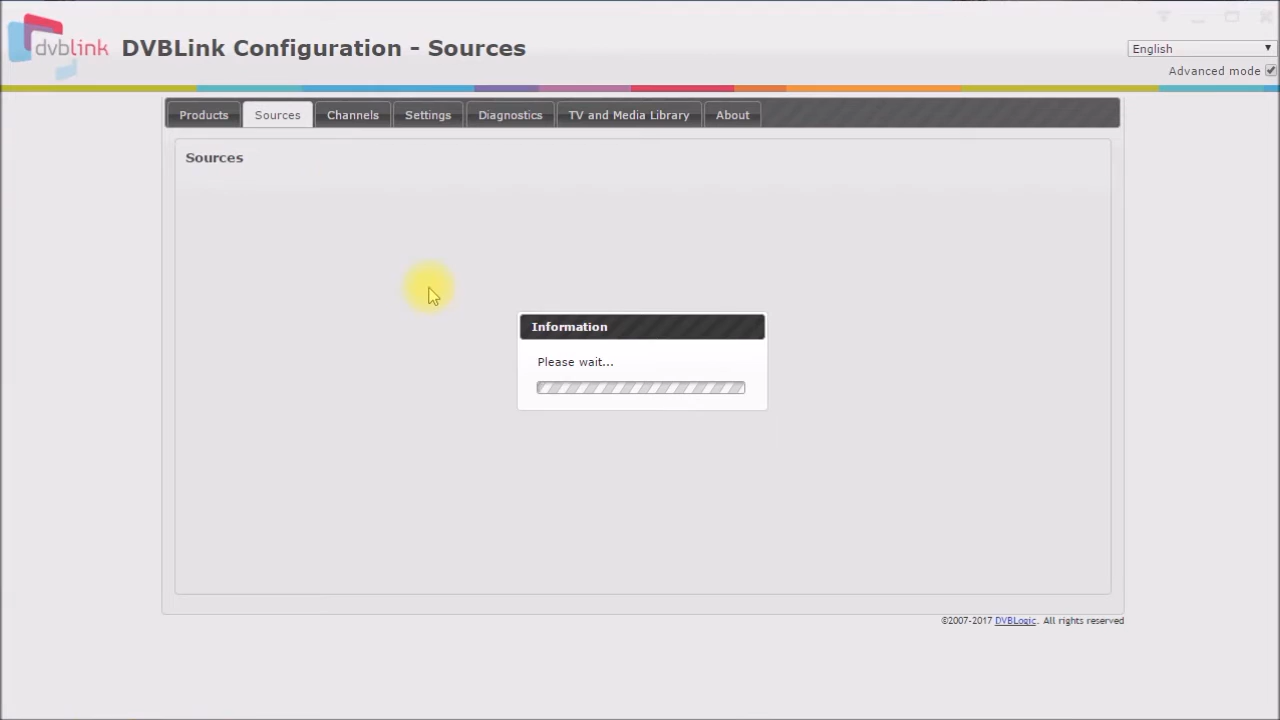 dvblink
DVBLink Configuration - Sources
English
Advanced mode
Products
Sources
Channels
Settings
Diagnostics
TV and Media Library
About
Sources
Information
Please wait...
©2007-2017 DVBLogic. All rights reserved